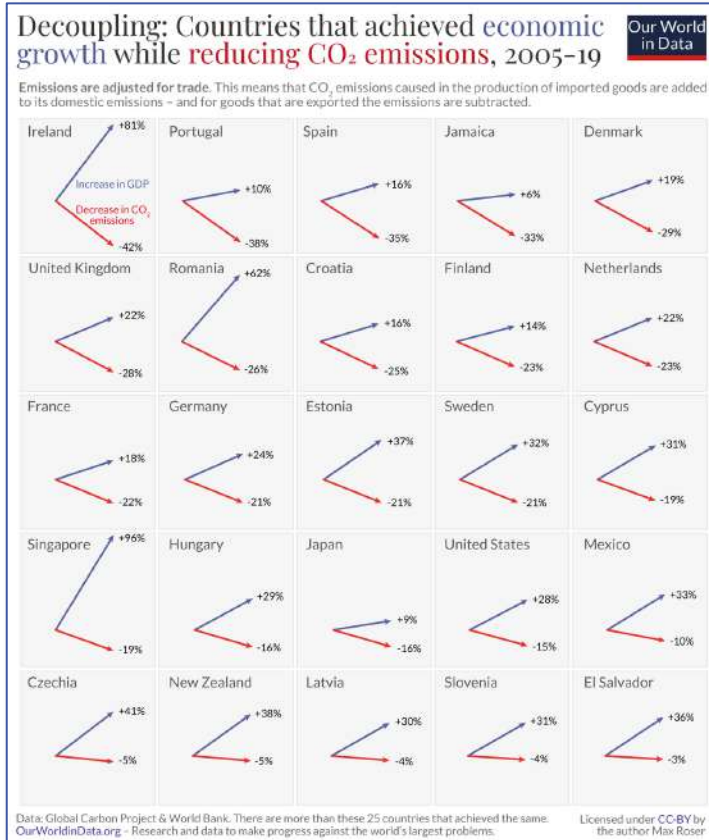 Decoupling: Countries that achieved economic
growth while reducing CO₂ emissions, 2005-19
Our World
in Data
Emissions are adjusted for trade. This means that CO₂ emissions caused in the production of imported goods are added
to its domestic emissions – and for goods that are exported the emissions are subtracted.
Ireland
+81%
Increase in GDP
Decrease in CO₂
emissions
-42%
Portugal
+10%
-38%
Spain
+16%
-35%
Jamaica
+6%
-33%
Denmark
+19%
-29%
United Kingdom
+22%
-28%
Romania
+62%
-26%
Croatia
+16%
-25%
Finland
+14%
-23%
Netherlands
+22%
-23%
France
+18%
-22%
Germany
+24%
-21%
Estonia
+37%
-21%
Sweden
+32%
-21%
Cyprus
+31%
-19%
Singapore
+96%
-19%
Hungary
+29%
-16%
Japan
+9%
-16%
United States
+28%
-15%
Mexico
+33%
-10%
Czechia
+41%
-5%
New Zealand
+38%
-5%
Latvia
+30%
-4%
Slovenia
+31%
-4%
El Salvador
+36%
-3%
Data: Global Carbon Project & World Bank. There are more than these 25 countries that achieved the same.
OurWorldinData.org – Research and data to make progress against the world's largest problems.
Licensed under CC-BY by
the author Max Roser